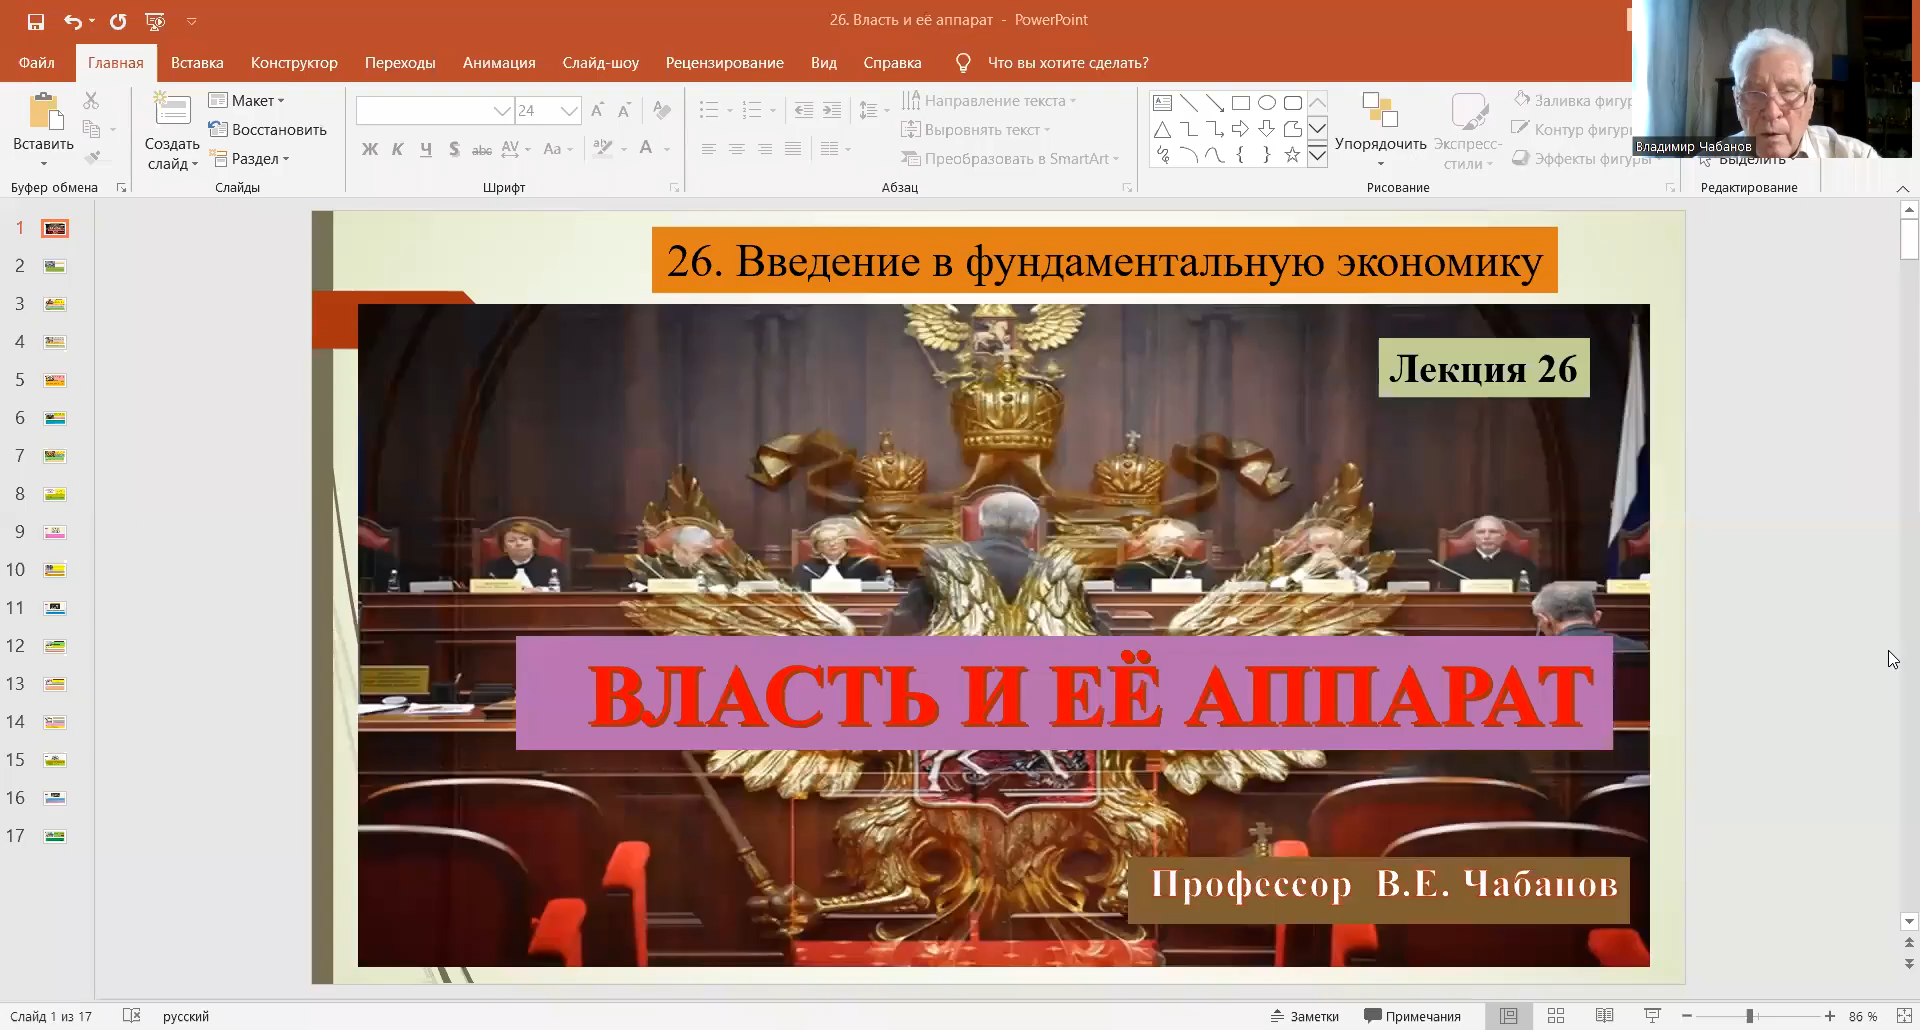 26. Власть и её аппарат - PowerPoint
Файл Главная Вставка Конструктор Переходы Анимация Слайд-шоу Рецензирование Вид Справка Что вы хотите сделать?
Вставить
Буфер обмена
Создать слайд
Макет
Восстановить
Раздел
Слайды
24
Ж К Ч S abc AV Aa A
Шрифт
Направление текста
Выровнять текст
Преобразовать в SmartArt
Абзац
Упорядочить
Экспресс-стили
Заливка фигуры
Контур фигуры
Эффекты фигуры
Рисование
Выделить
Редактирование
Владимир Чабанов
1
2
3
4
5
6
7
8
9
10
11
12
13
14
15
16
17
26. Введение в фундаментальную экономику
Лекция 26
ВЛАСТЬ И ЕЁ АППАРАТ
Профессор В.Е. Чабанов
Слайд 1 из 17 русский Заметки Примечания 86 %